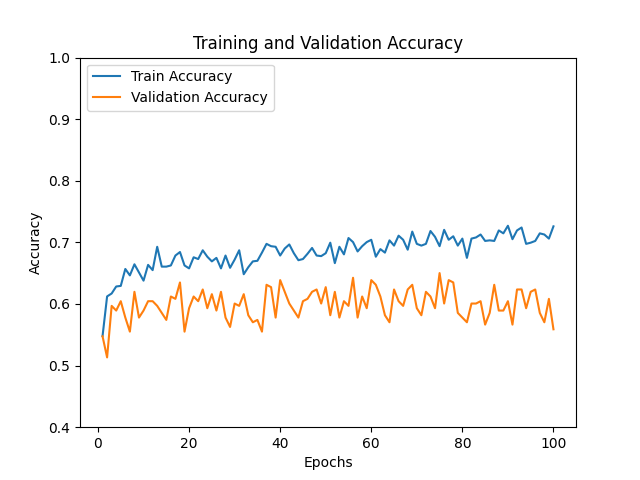 Training and Validation Accuracy
Train Accuracy
Validation Accuracy
Accuracy
1.0
0.9
0.8
0.7
0.6
0.5
0.4
0 20 40 60 80 100
Epochs